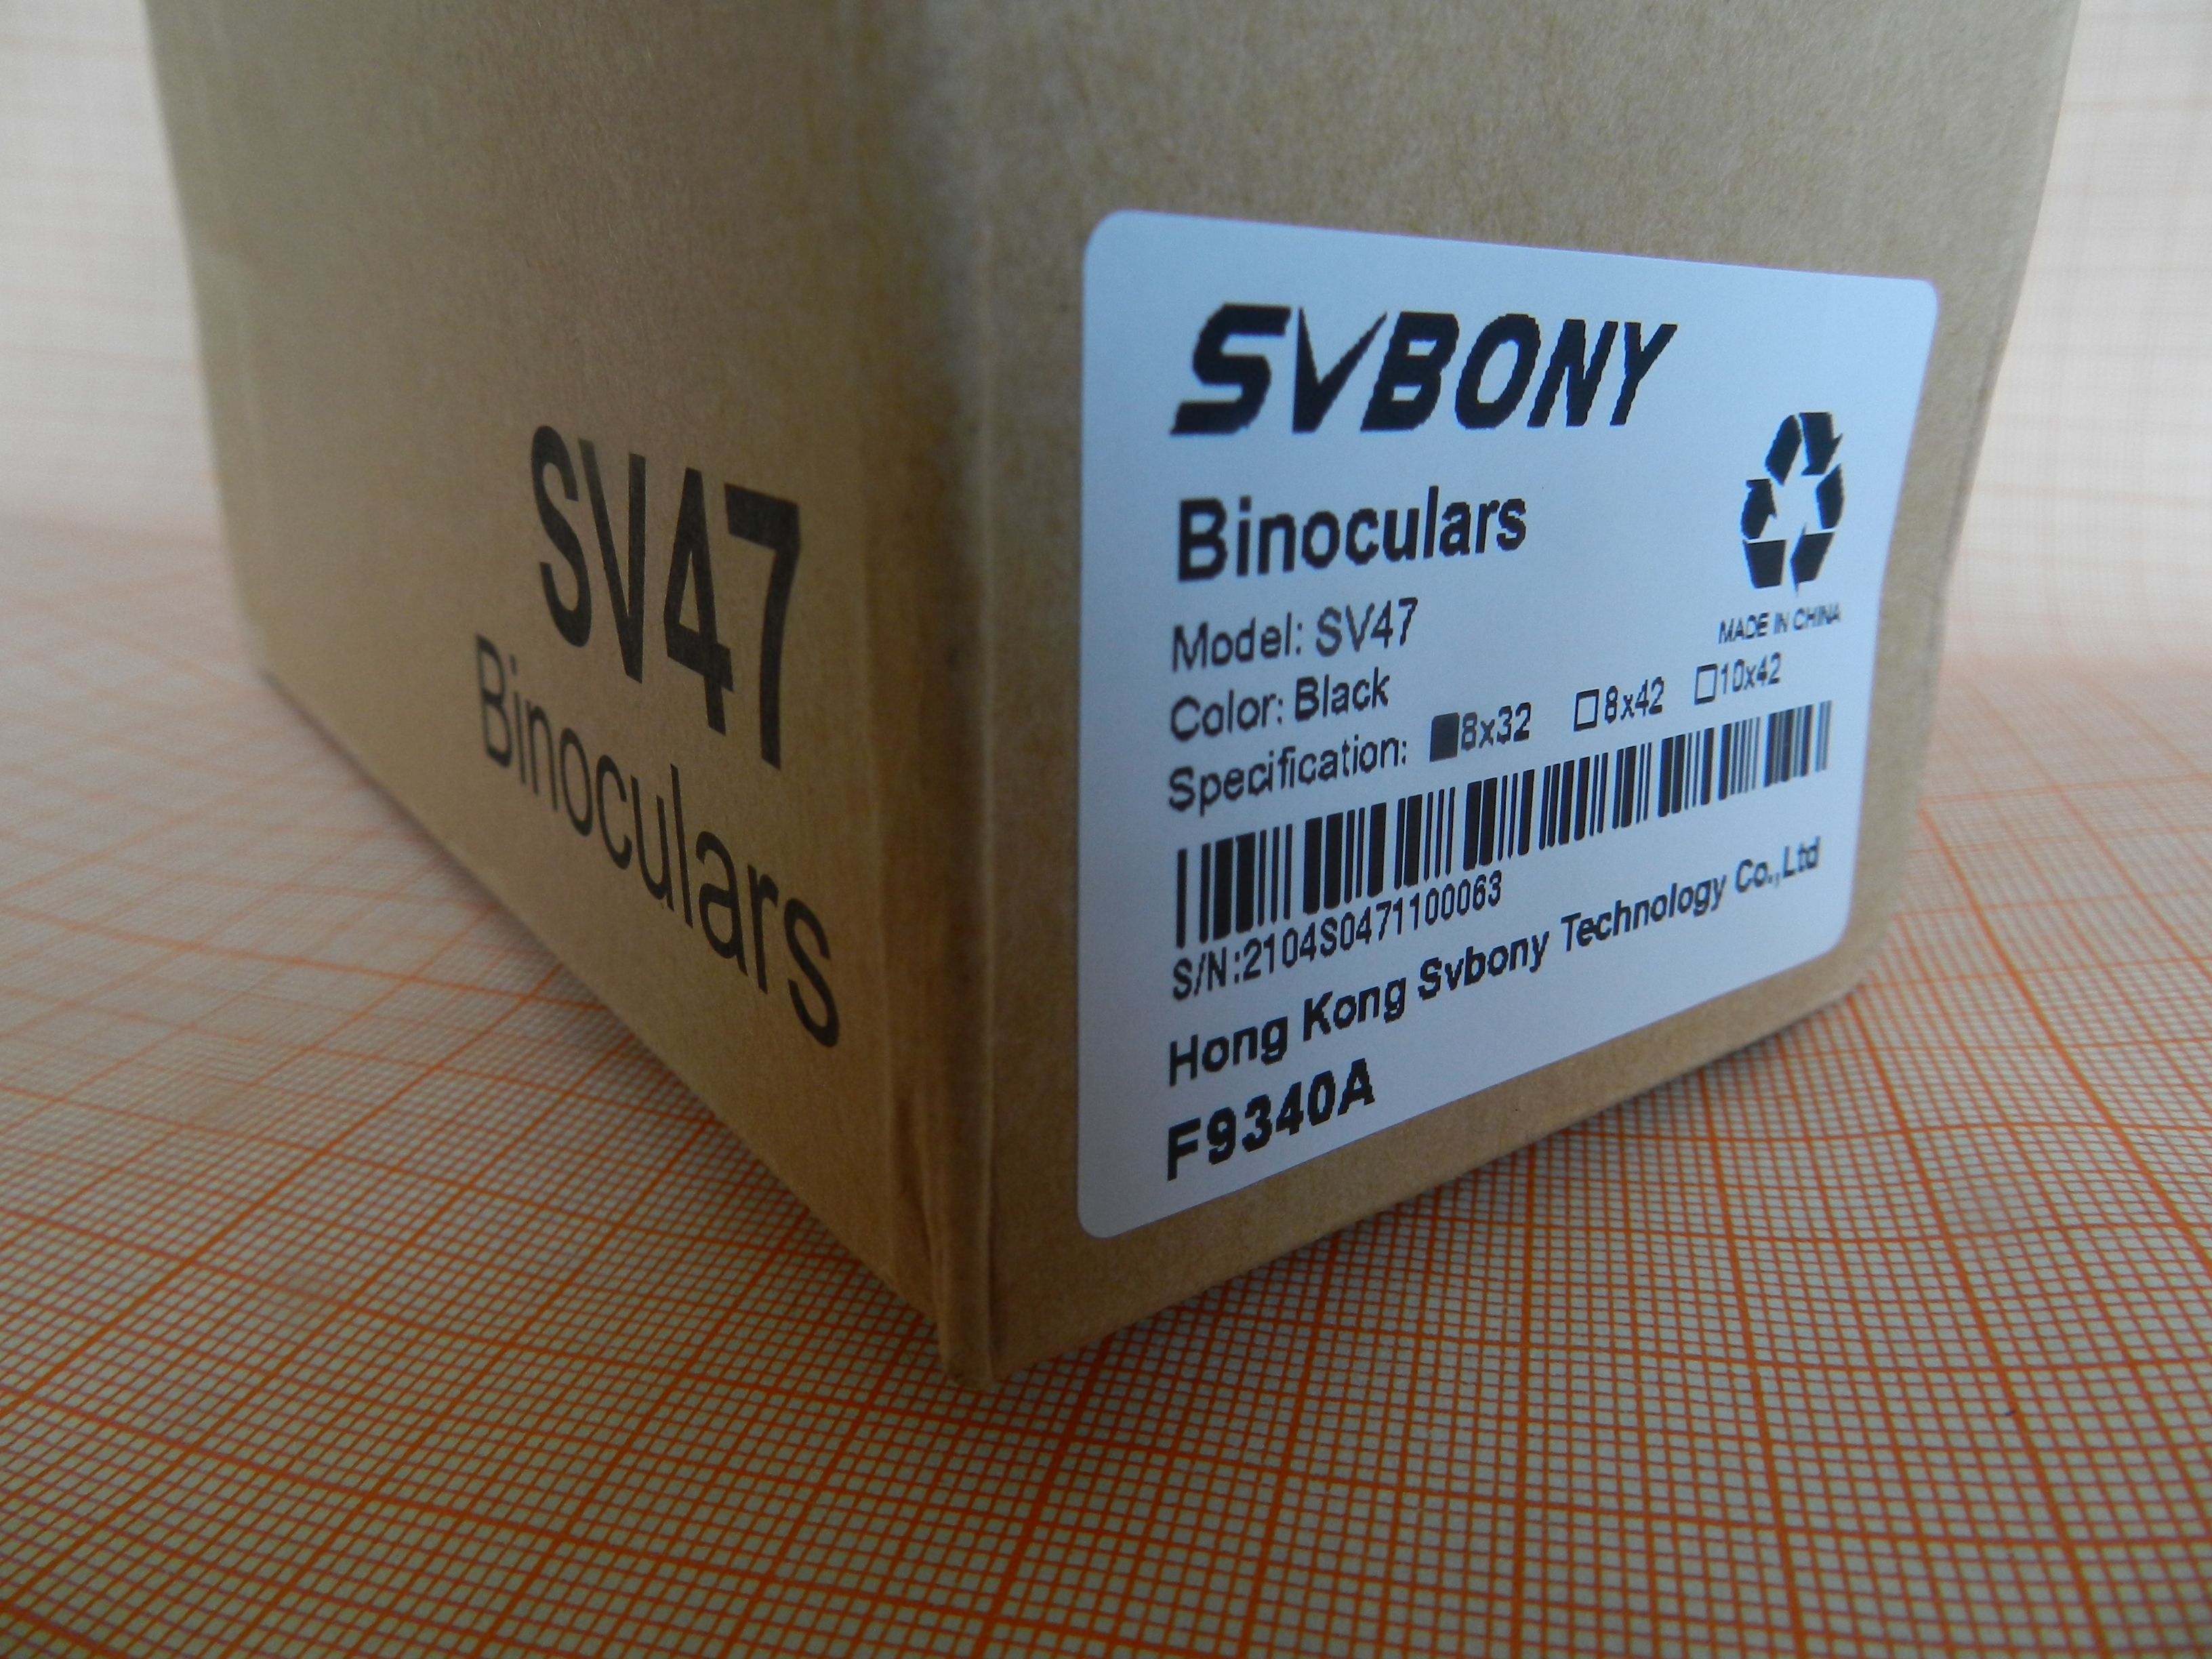 SV47
Binoculars
SVBONY
Binoculars
MADE IN CHINA
Model: SV47
Color: Black
Specification: ■8x32 □8x42 □10x42
S/N:2104S0471100063
Hong Kong Svbony Technology Co.,Ltd
F9340A